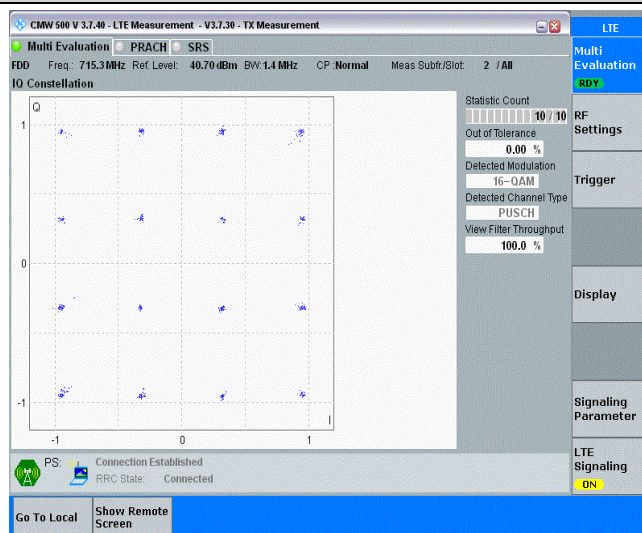 CMW 500 V 3.7.40 - LTE Measurement - V3.7.30 - TX Measurement
Multi Evaluation PRACH SRS
FDD Freq.: 715.3 MHz Ref. Level: 40.70 dBm BW: 1.4 MHz CP : Normal Meas Subfr./Slot: 2 / All
IQ Constellation
Q
1
0
-1
-1 0 1
I
Statistic Count
10 / 10
Out of Tolerance
0.00 %
Detected Modulation
16-QAM
Detected Channel Type
PUSCH
View Filter Throughput
100.0 %
PS: Connection Established
RRC State: Connected
LTE
Multi
Evaluation
RDY
RF
Settings
Trigger
Display
Signaling
Parameter
LTE
Signaling
ON
Go To Local
Show Remote
Screen